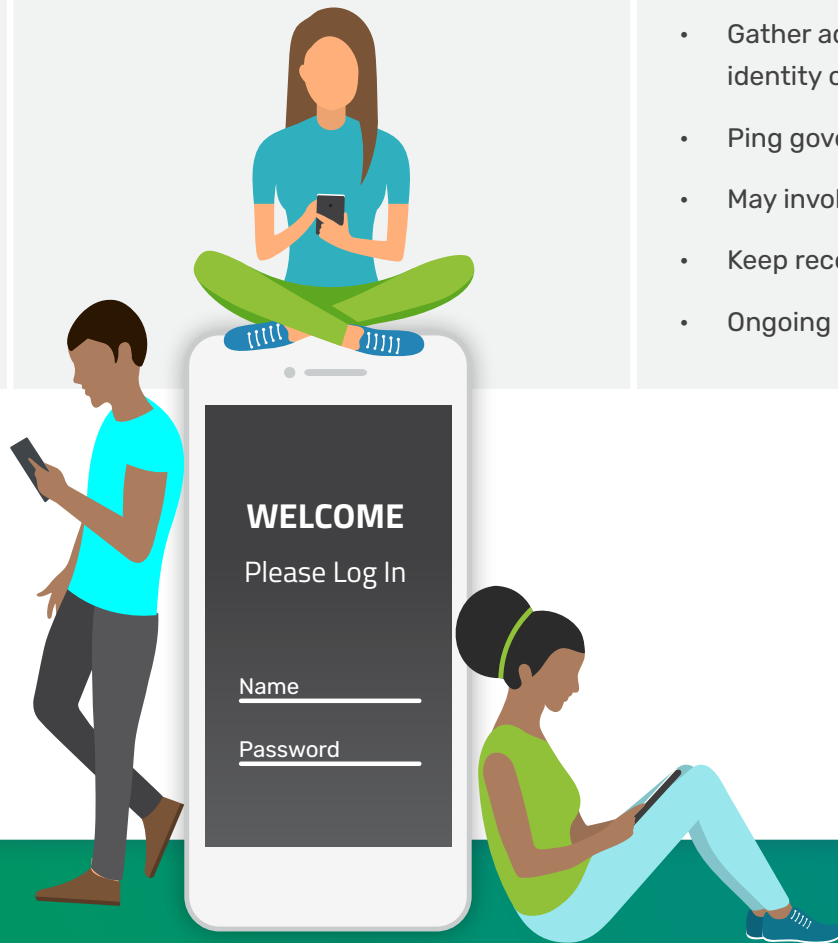 WELCOME
Please Log In
Name
Password
• Gather
identity
• Ping
• May
• Keep
• Ongoing